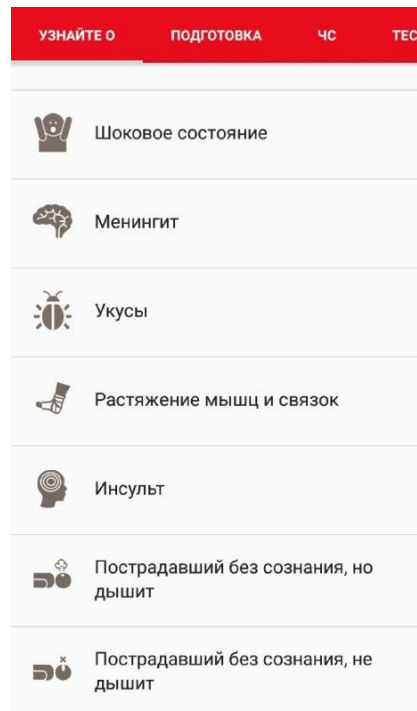 УЗНАЙТЕ О ПОДГОТОВКА ЧС ТЕС
Шоковое состояние
Менингит
Укусы
Растяжение мышц и связок
Инсульт
Пострадавший без сознания, но
дышит
Пострадавший без сознания, не
дышит